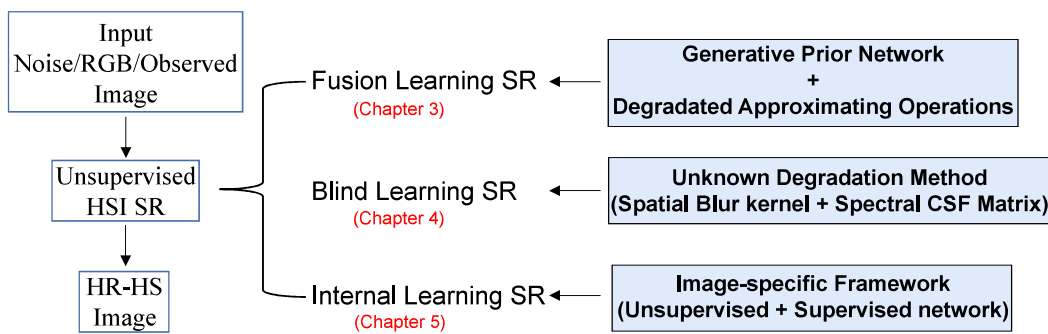 Input
Noise/RGB/Observed
Image
Unsupervised
HSI SR
HR-HS
Image
Fusion Learning SR
(Chapter 3)
Blind Learning SR
(Chapter 4)
Internal Learning SR
(Chapter 5)
Generative Prior Network
+
Degradated Approximating Operations
Unknown Degradation Method
(Spatial Blur kernel + Spectral CSF Matrix)
Image-specific Framework
(Unsupervised + Supervised network)